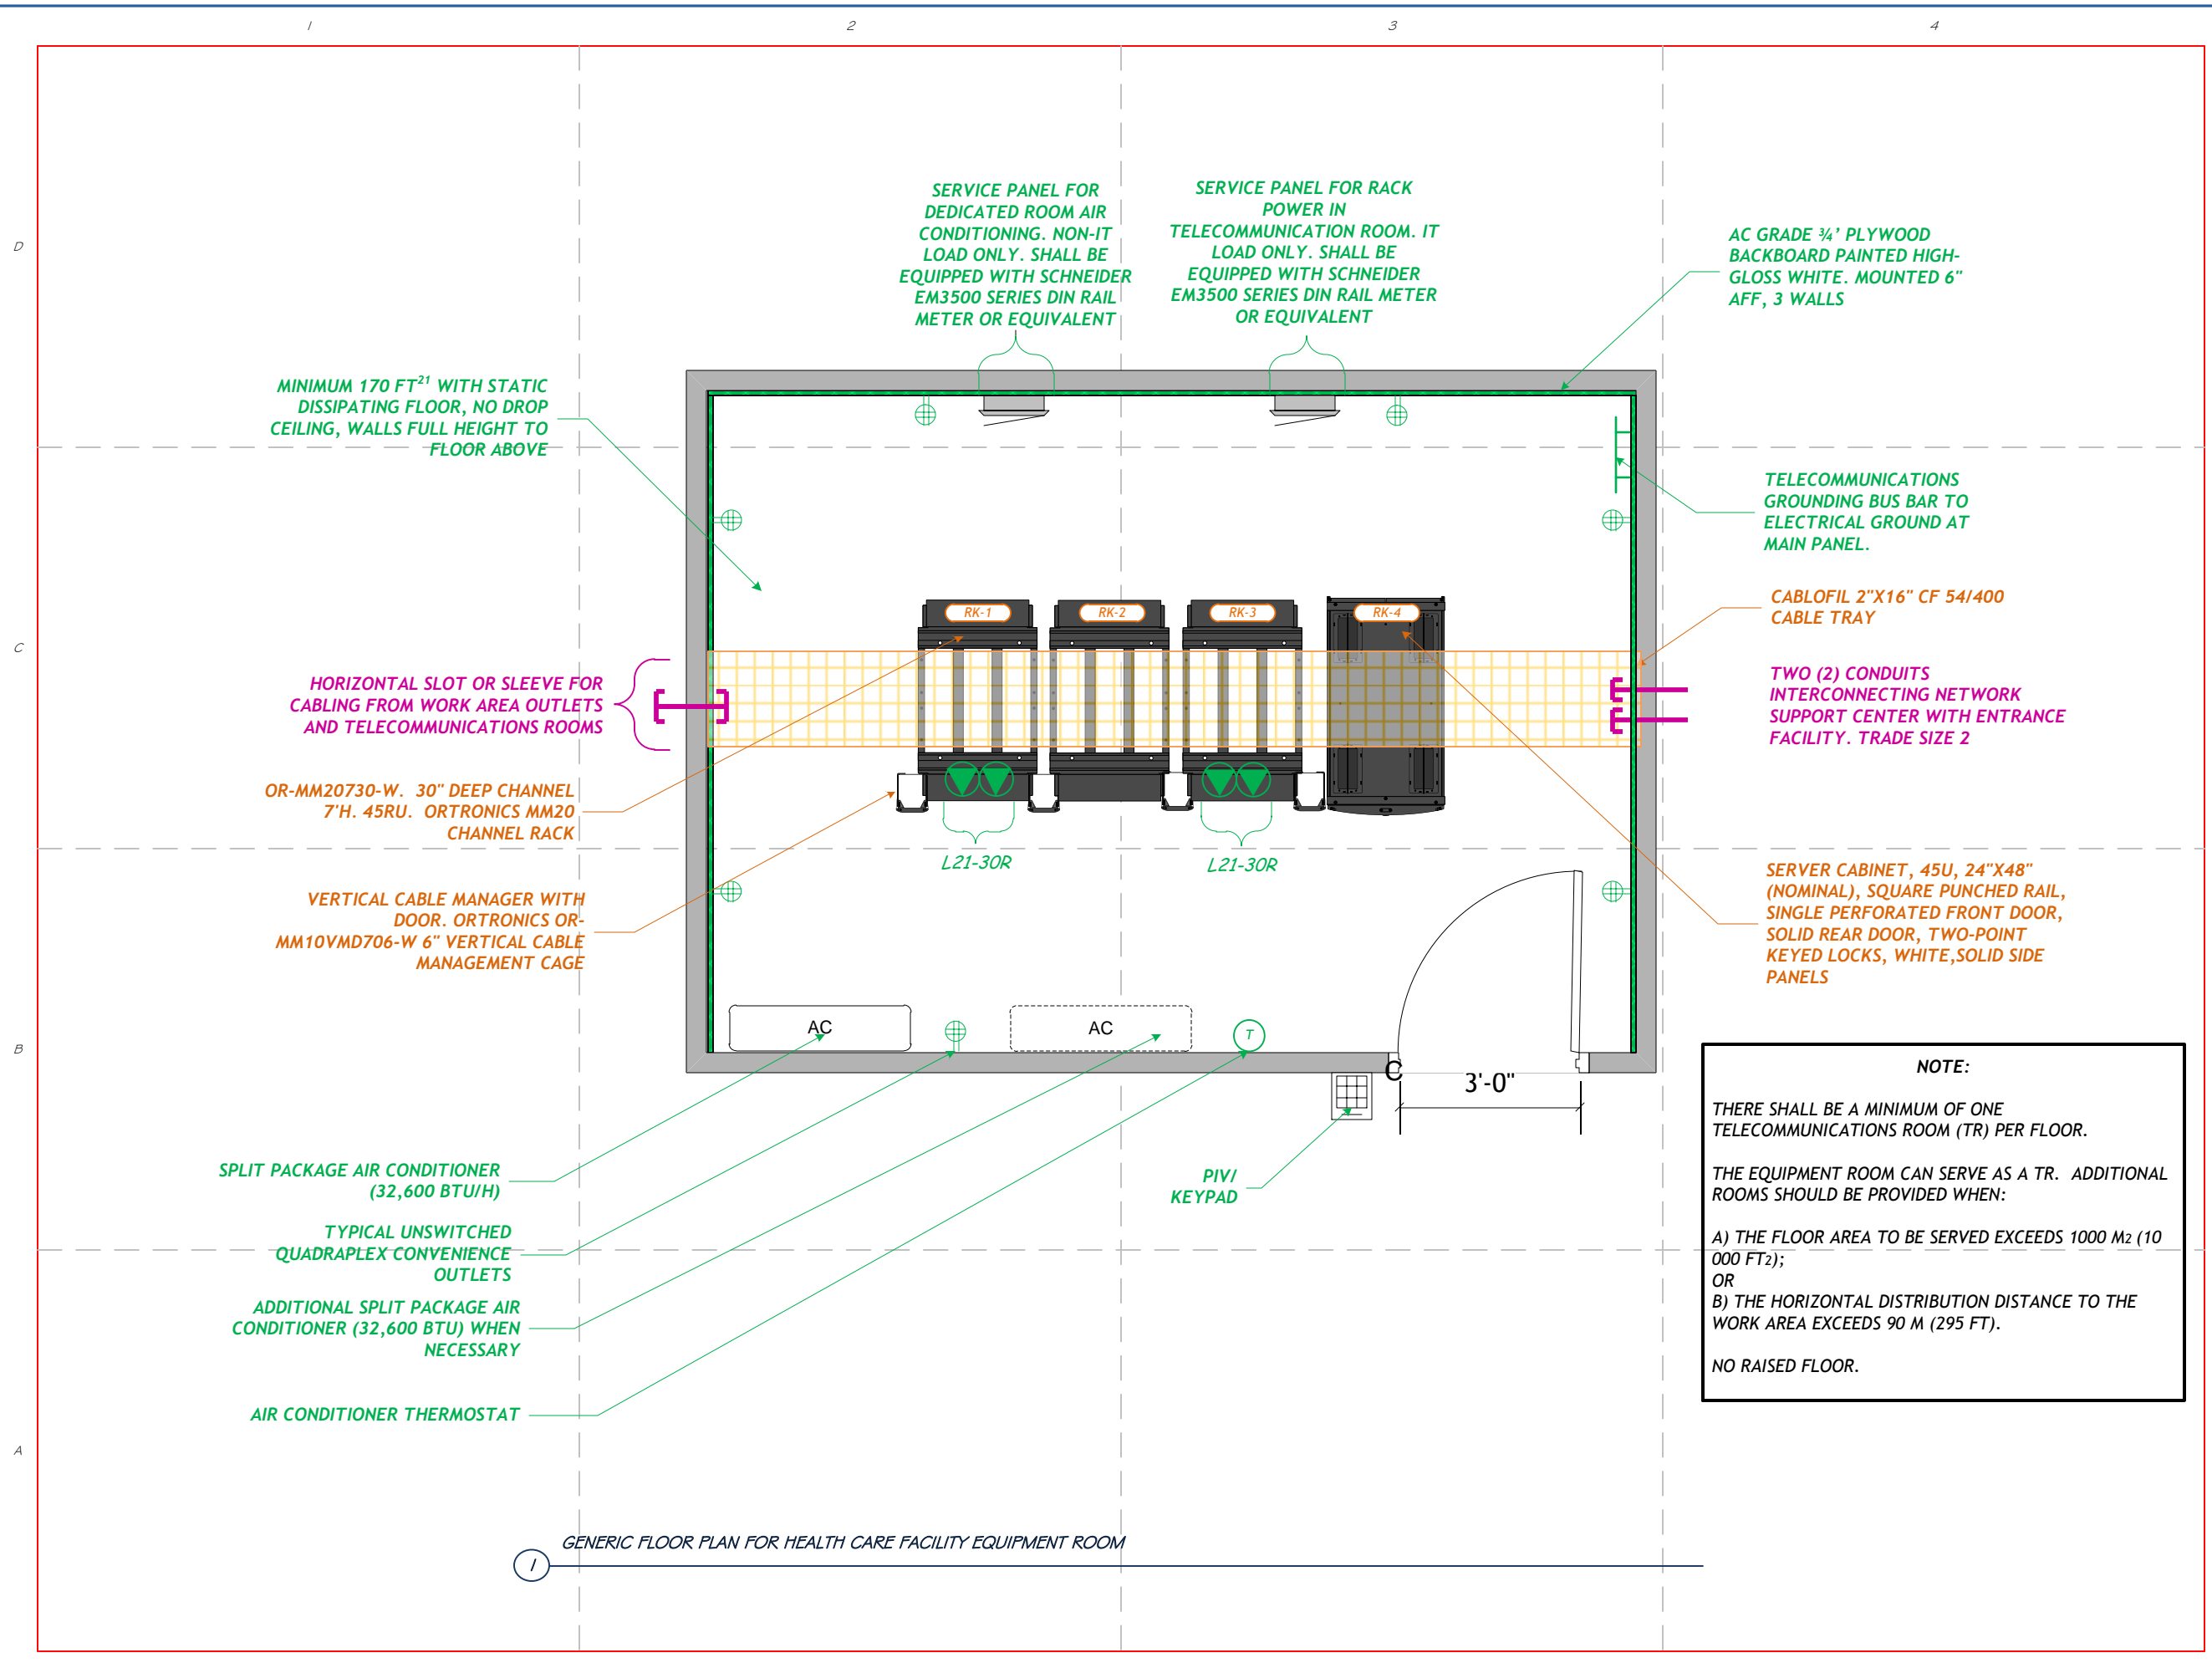 1
2
3
4
D
C
B
A
SERVICE PANEL FOR
DEDICATED ROOM AIR
CONDITIONING. NON-IT
LOAD ONLY. SHALL BE
EQUIPPED WITH SCHNEIDER
EM3500 SERIES DIN RAIL
METER OR EQUIVALENT
SERVICE PANEL FOR RACK
POWER IN
TELECOMMUNICATION ROOM. IT
LOAD ONLY. SHALL BE
EQUIPPED WITH SCHNEIDER
EM3500 SERIES DIN RAIL METER
OR EQUIVALENT
AC GRADE ¾' PLYWOOD
BACKBOARD PAINTED HIGH-
GLOSS WHITE. MOUNTED 6"
AFF, 3 WALLS
MINIMUM 170 FT²¹ WITH STATIC
DISSIPATING FLOOR, NO DROP
CEILING, WALLS FULL HEIGHT TO
FLOOR ABOVE
TELECOMMUNICATIONS
GROUNDING BUS BAR TO
ELECTRICAL GROUND AT
MAIN PANEL.
CABLOFIL 2"X16" CF 54/400
CABLE TRAY
RK-1
RK-2
RK-3
RK-4
HORIZONTAL SLOT OR SLEEVE FOR
CABLING FROM WORK AREA OUTLETS
AND TELECOMMUNICATIONS ROOMS
TWO (2) CONDUITS
INTERCONNECTING NETWORK
SUPPORT CENTER WITH ENTRANCE
FACILITY. TRADE SIZE 2
OR-MM20730-W.  30" DEEP CHANNEL
7'H. 45RU.  ORTRONICS MM20
CHANNEL RACK
L21-30R
L21-30R
VERTICAL CABLE MANAGER WITH
DOOR. ORTRONICS OR-
MM10VMD706-W 6" VERTICAL CABLE
MANAGEMENT CAGE
SERVER CABINET, 45U, 24"X48"
(NOMINAL), SQUARE PUNCHED RAIL,
SINGLE PERFORATED FRONT DOOR,
SOLID REAR DOOR, TWO-POINT
KEYED LOCKS, WHITE,SOLID SIDE
PANELS
AC
AC
T
C
3'-0"
SPLIT PACKAGE AIR CONDITIONER
(32,600 BTU/H)
PIV/
KEYPAD
TYPICAL UNSWITCHED
QUADRAPLEX CONVENIENCE
OUTLETS
ADDITIONAL SPLIT PACKAGE AIR
CONDITIONER (32,600 BTU) WHEN
NECESSARY
AIR CONDITIONER THERMOSTAT
NOTE:
THERE SHALL BE A MINIMUM OF ONE
TELECOMMUNICATIONS ROOM (TR) PER FLOOR.
THE EQUIPMENT ROOM CAN SERVE AS A TR.  ADDITIONAL
ROOMS SHOULD BE PROVIDED WHEN:
A) THE FLOOR AREA TO BE SERVED EXCEEDS 1000 M2 (10
000 FT2);
OR
B) THE HORIZONTAL DISTRIBUTION DISTANCE TO THE
WORK AREA EXCEEDS 90 M (295 FT).
NO RAISED FLOOR.
1
GENERIC FLOOR PLAN FOR HEALTH CARE FACILITY EQUIPMENT ROOM